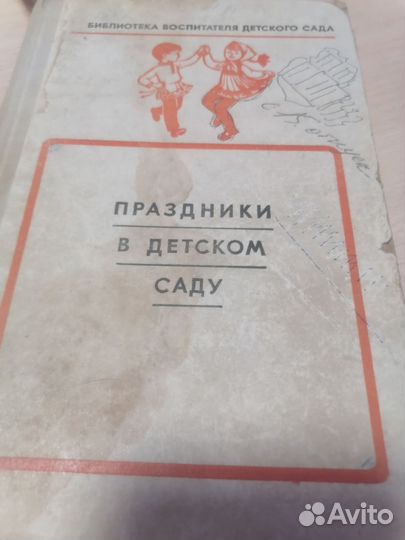 БИБЛИОТЕКА ВОСПИТАТЕЛЯ ДЕТСКОГО САДА
ПРАЗДНИКИ
В ДЕТСКОМ
САДУ
Avito